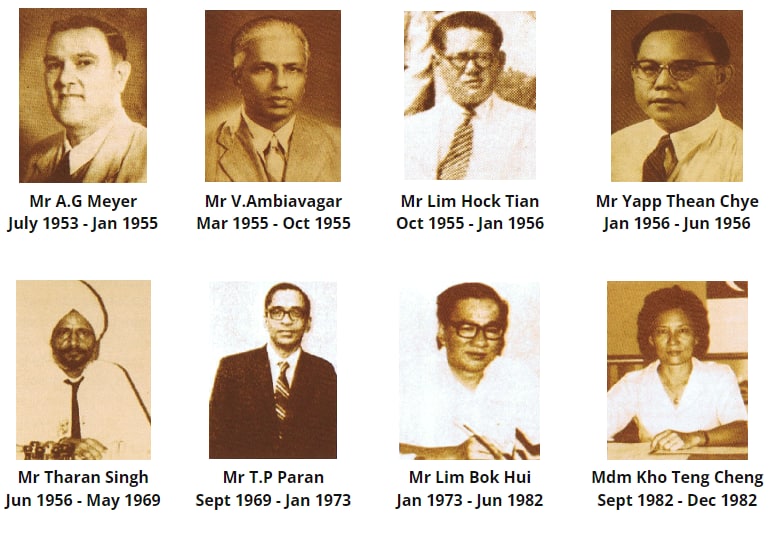 Mr A.G Meyer
July 1953 - Jan 1955
Mr V.Ambiavagar
Mar 1955 - Oct 1955
Mr Lim Hock Tian
Oct 1955 - Jan 1956
Mr Yapp Thean Chye
Jan 1956 - Jun 1956
Mr Tharan Singh
Jun 1956 - May 1969
Mr T.P Paran
Sept 1969 - Jan 1973
Mr Lim Bok Hui
Jan 1973 - Jun 1982
Mdm Kho Teng Cheng
Sept 1982 - Dec 1982